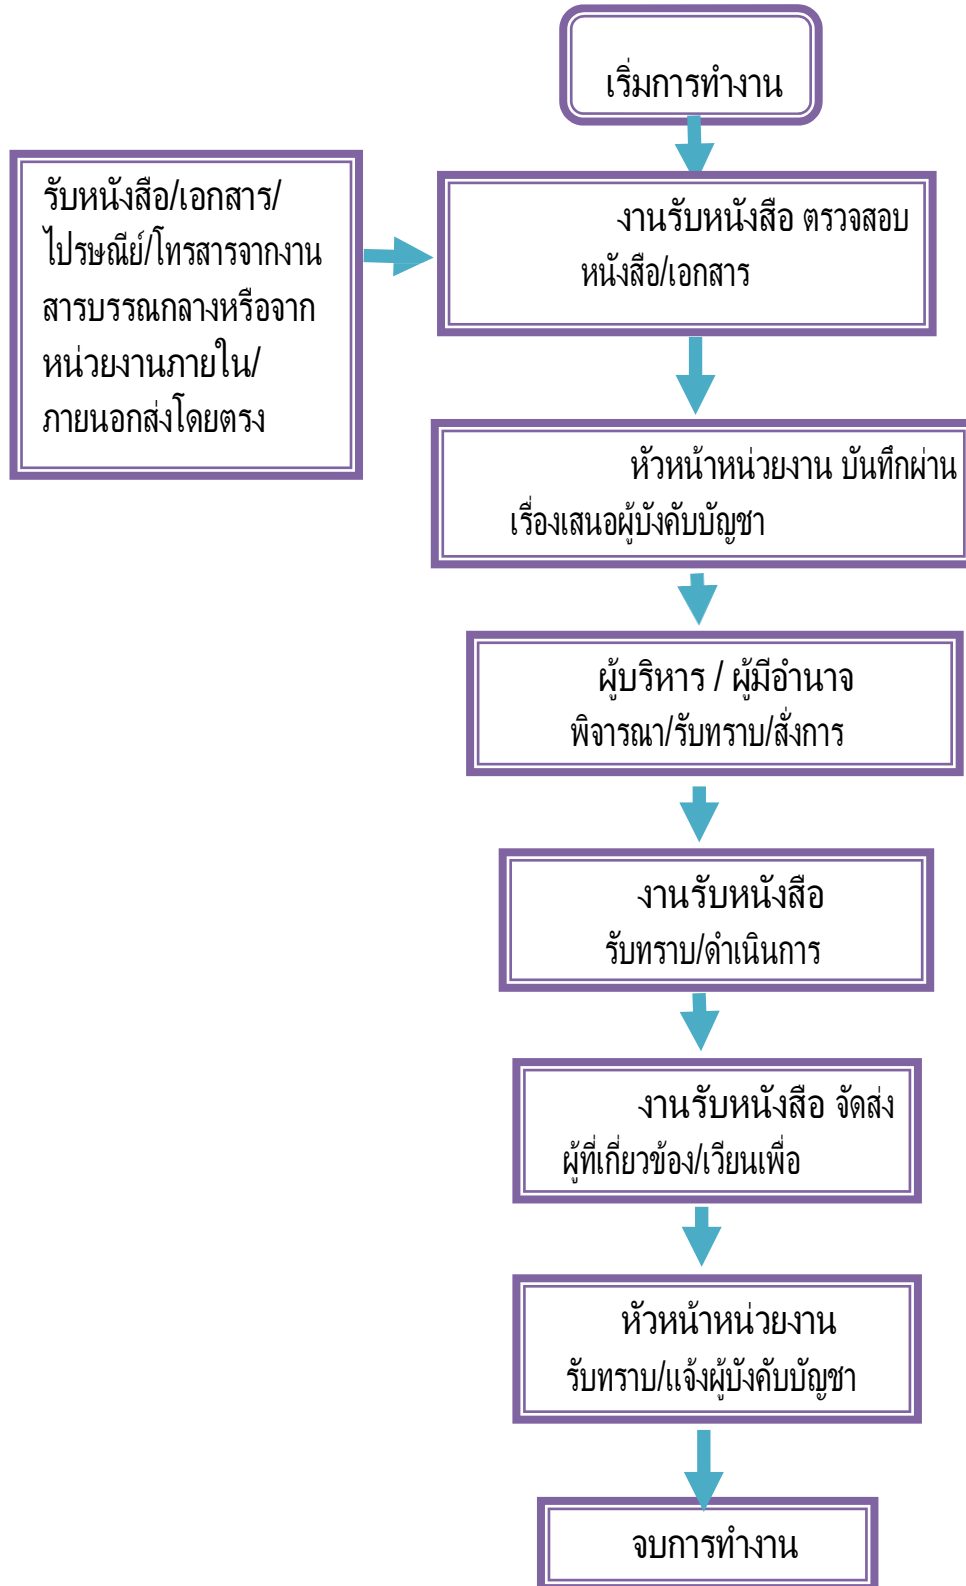 เริ่มการทำงาน
รับหนังสือ/เอกสาร/
ไปรษณีย์/โทรสารจากงาน
สารบรรณกลางหรือจาก
หน่วยงานภายใน/
ภายนอกส่งโดยตรง
งานรับหนังสือ ตรวจสอบ
หนังสือ/เอกสาร
หัวหน้าหน่วยงาน บันทึกผ่าน
เรื่องเสนอผู้บังคับบัญชา
ผู้บริหาร / ผู้มีอำนาจ
พิจารณา/รับทราบ/สั่งการ
งานรับหนังสือ
รับทราบ/ดำเนินการ
งานรับหนังสือ จัดส่ง
ผู้ที่เกี่ยวข้อง/เวียนเพื่อ
หัวหน้าหน่วยงาน
รับทราบ/แจ้งผู้บังคับบัญชา
จบการทำงาน